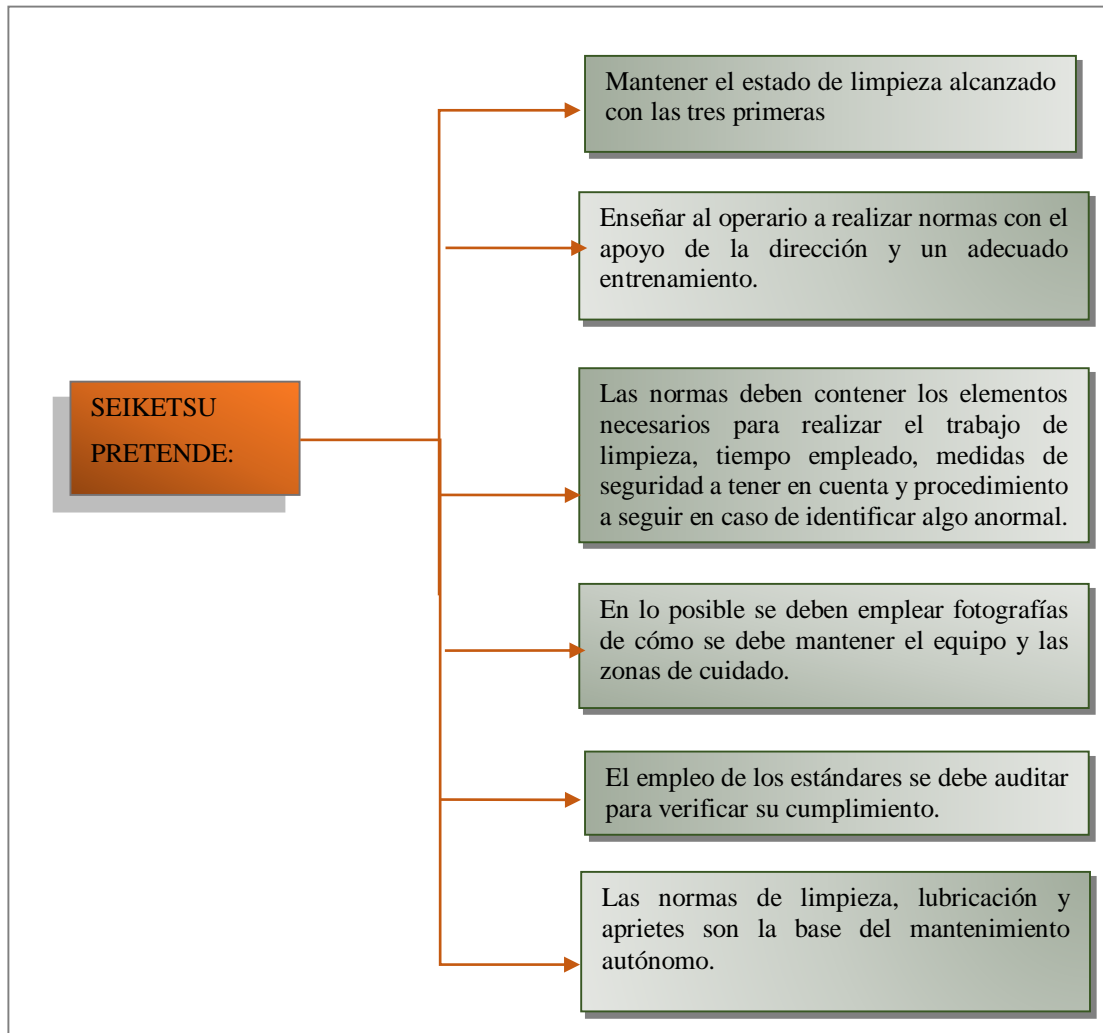 Mantener el estado de limpieza alcanzado
con las tres primeras
Enseñar al operario a realizar normas con el
apoyo de la dirección y un adecuado
entrenamiento.
SEIKETSU
PRETENDE:
Las normas deben contener los elementos
necesarios para realizar el trabajo de
limpieza, tiempo empleado, medidas de
seguridad a tener en cuenta y procedimiento
a seguir en caso de identificar algo anormal.
En lo posible se deben emplear fotografías
de cómo se debe mantener el equipo y las
zonas de cuidado.
El empleo de los estándares se debe auditar
para verificar su cumplimiento.
Las normas de limpieza, lubricación y
aprietes son la base del mantenimiento
autónomo.